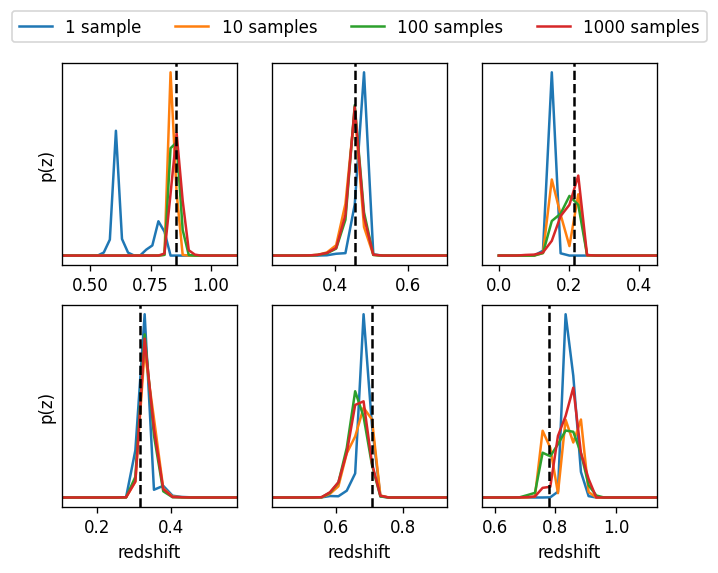 1 sample 10 samples 100 samples 1000 samples
p(z)
0.50 0.75 1.00 0.4 0.6 0.0 0.2 0.4
p(z)
0.2 0.4 0.6 0.8 0.6 0.8 1.0
redshift redshift redshift